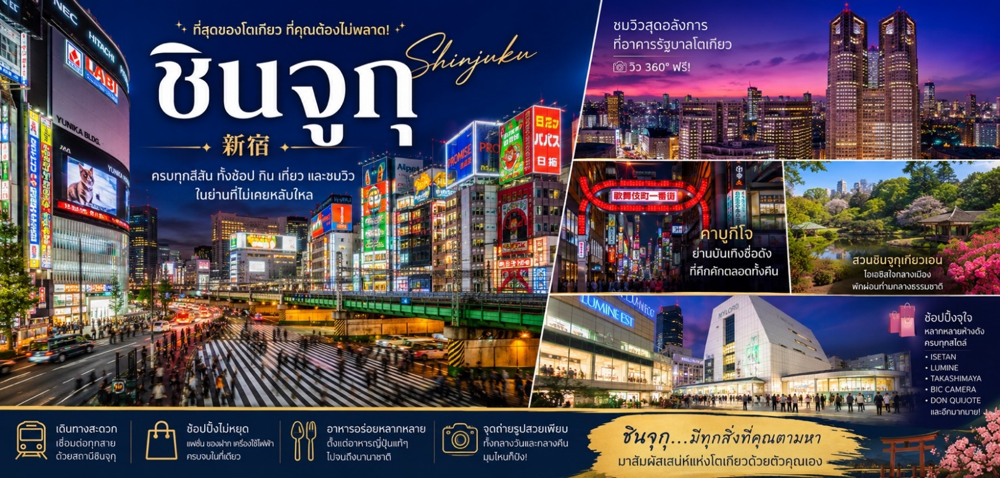 ที่สุดของโตเกียว ที่คุณต้องไม่พลาด!
ชินจูกุ
Shinjuku
新宿
ครบทุกสีสัน ทั้งช้อป กิน เที่ยว และชมวิว
ในย่านที่ไม่เคยหลับใหล
NEC
HITACHI
LABI
YUNIKA BLDG.
PROMISE
日拓
ชมวิวสุดอลังการ
ที่อาคารรัฐบาลโตเกียว
วิว 360° ฟรี!
歌舞伎町一番街
คาบูกีโจ
ย่านบันเทิงชื่อดัง
ที่คึกคักตลอดทั้งคืน
สวนชินจูกุเกียวเอน
โอเอซิสใจกลางเมือง
พักผ่อนท่ามกลางธรรมชาติ
LUMINE EST
MYLORD
ช้อปปิ้งจุใจ
หลากหลายห้างดัง
ครบทุกสไตล์
• ISETAN
• LUMINE
• TAKASHIMAYA
• BIC CAMERA
• DON QUIJOTE
และอีกมากมาย!
เดินทางสะดวก
เชื่อมต่อทุกสาย
ด้วยสถานีชินจูกุ
ช้อปปิ้งไม่หยุด
แฟชั่น ของฝาก เครื่องใช้ไฟฟ้า
ครบจบในที่เดียว
อาหารอร่อยหลากหลาย
ตั้งแต่อาหารญี่ปุ่นแท้ๆ
ไปจนถึงนานาชาติ
จุดถ่ายรูปสวยเพียบ
ทั้งกลางวันและกลางคืน
มุมไหนก็ปัง!
ชินจูกุ...มีทุกสิ่งที่คุณตามหา
มาสัมผัสเสน่ห์แห่งโตเกียวด้วยตัวคุณเอง